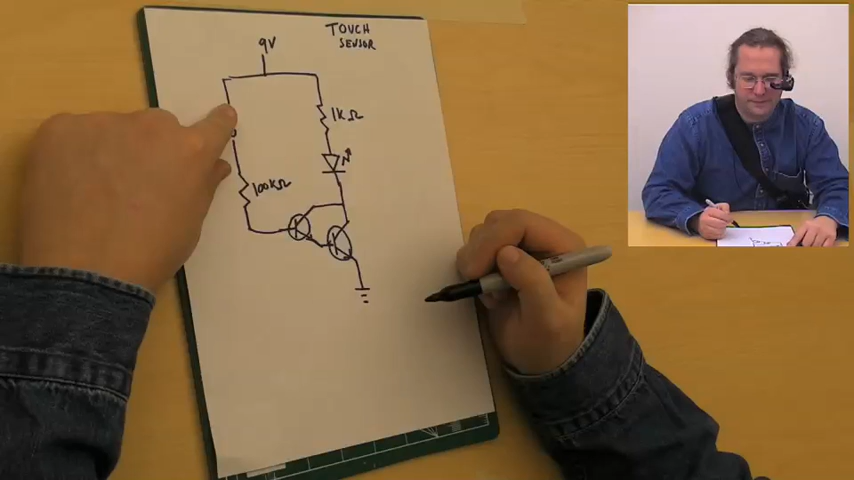 TOUCH
SENSOR
9V
1KΩ
100KΩ